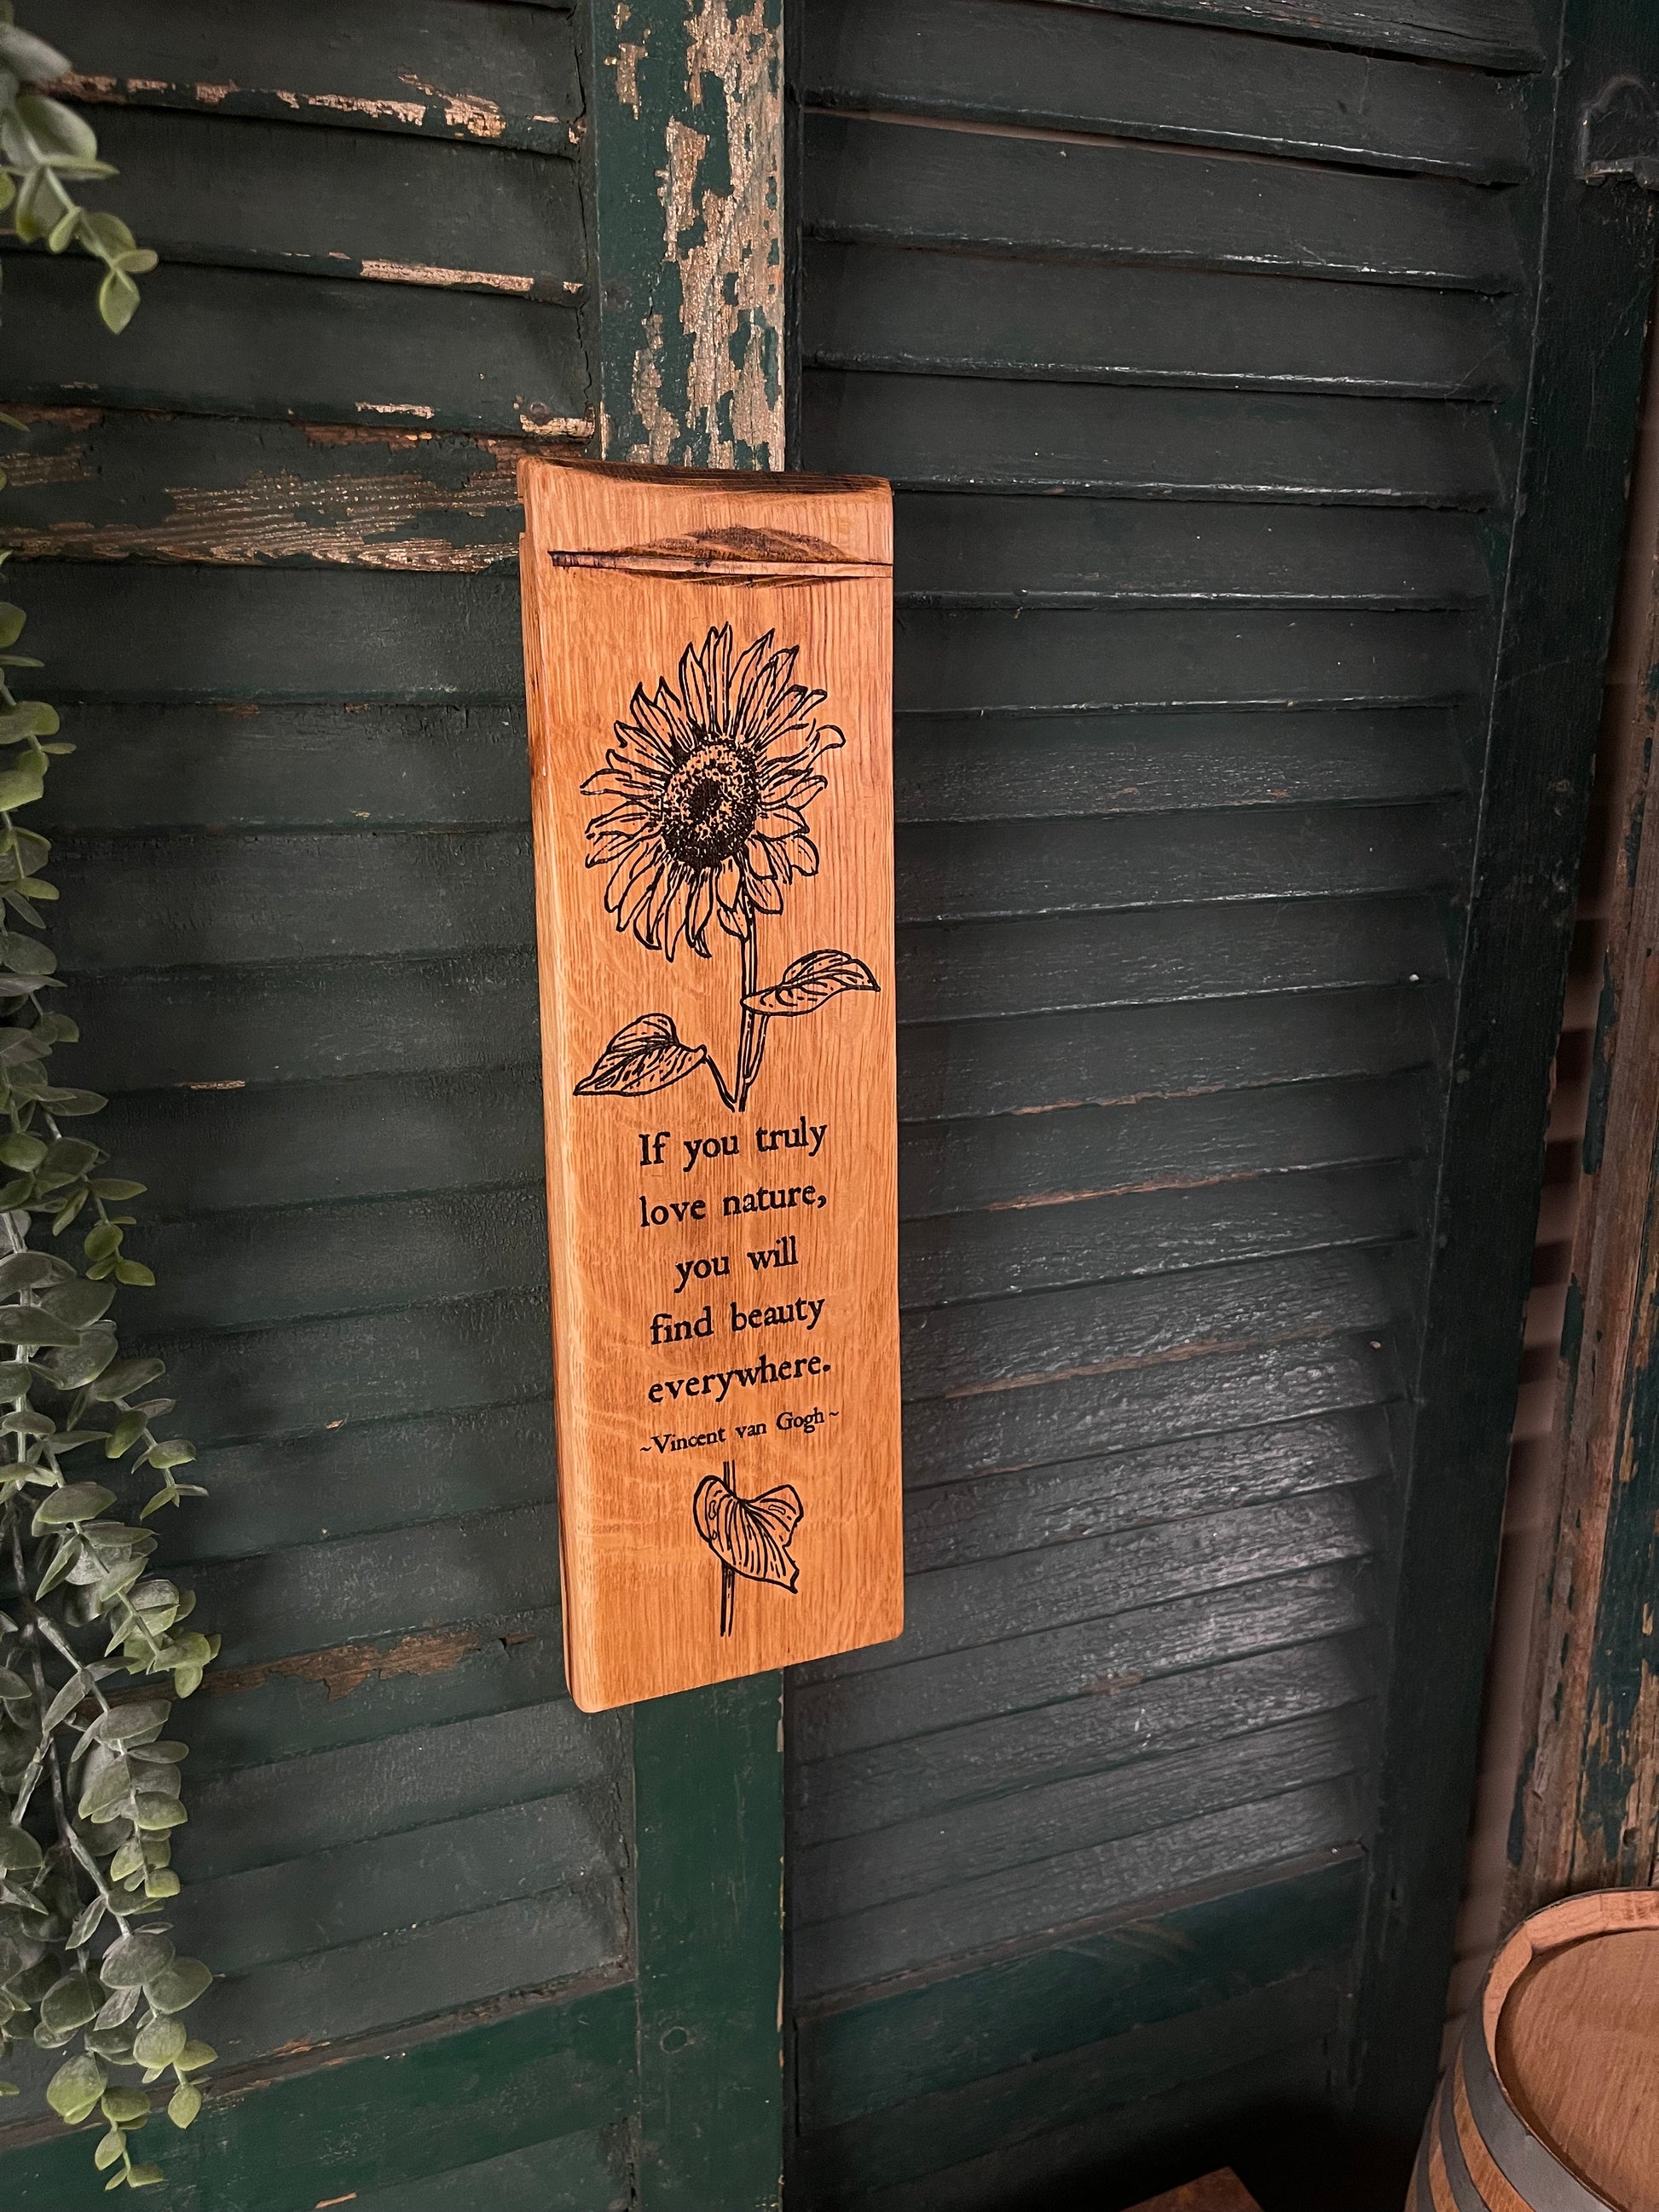 If you truly
love nature,
you will
find beauty
everywhere.
~Vincent van Gogh~